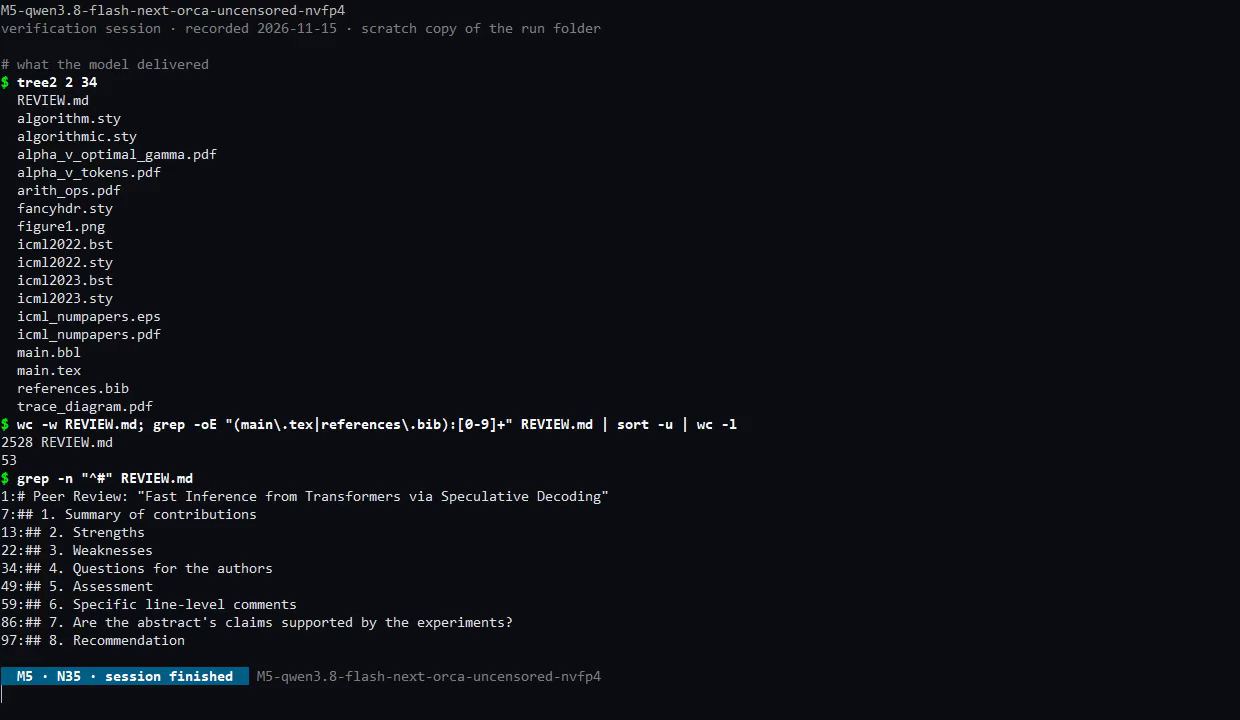 M5-qwen3.8-flash-next-orca-uncensored-nvfp4
verification session · recorded 2026-11-15 · scratch copy of the run folder
# what the model delivered
$ tree2 2 34
REVIEW.md
algorithm.sty
algorithmic.sty
alpha_v_optimal_gamma.pdf
alpha_v_tokens.pdf
arith_ops.pdf
fancyhdr.sty
figure1.png
icml2022.bst
icml2022.sty
icml2023.bst
icml2023.sty
icml_numpapers.eps
icml_numpapers.pdf
main.bbl
main.tex
references.bib
trace_diagram.pdf
$ wc -w REVIEW.md; grep -oE "(main\.tex|references\.bib):[0-9]+" REVIEW.md | sort -u | wc -l
2528 REVIEW.md
53
$ grep -n "^#" REVIEW.md
1:# Peer Review: "Fast Inference from Transformers via Speculative Decoding"
7:## 1. Summary of contributions
13:## 2. Strengths
22:## 3. Weaknesses
34:## 4. Questions for the authors
49:## 5. Assessment
59:## 6. Specific line-level comments
86:## 7. Are the abstract's claims supported by the experiments?
97:## 8. Recommendation
M5 · N35 · session finished M5-qwen3.8-flash-next-orca-uncensored-nvfp4